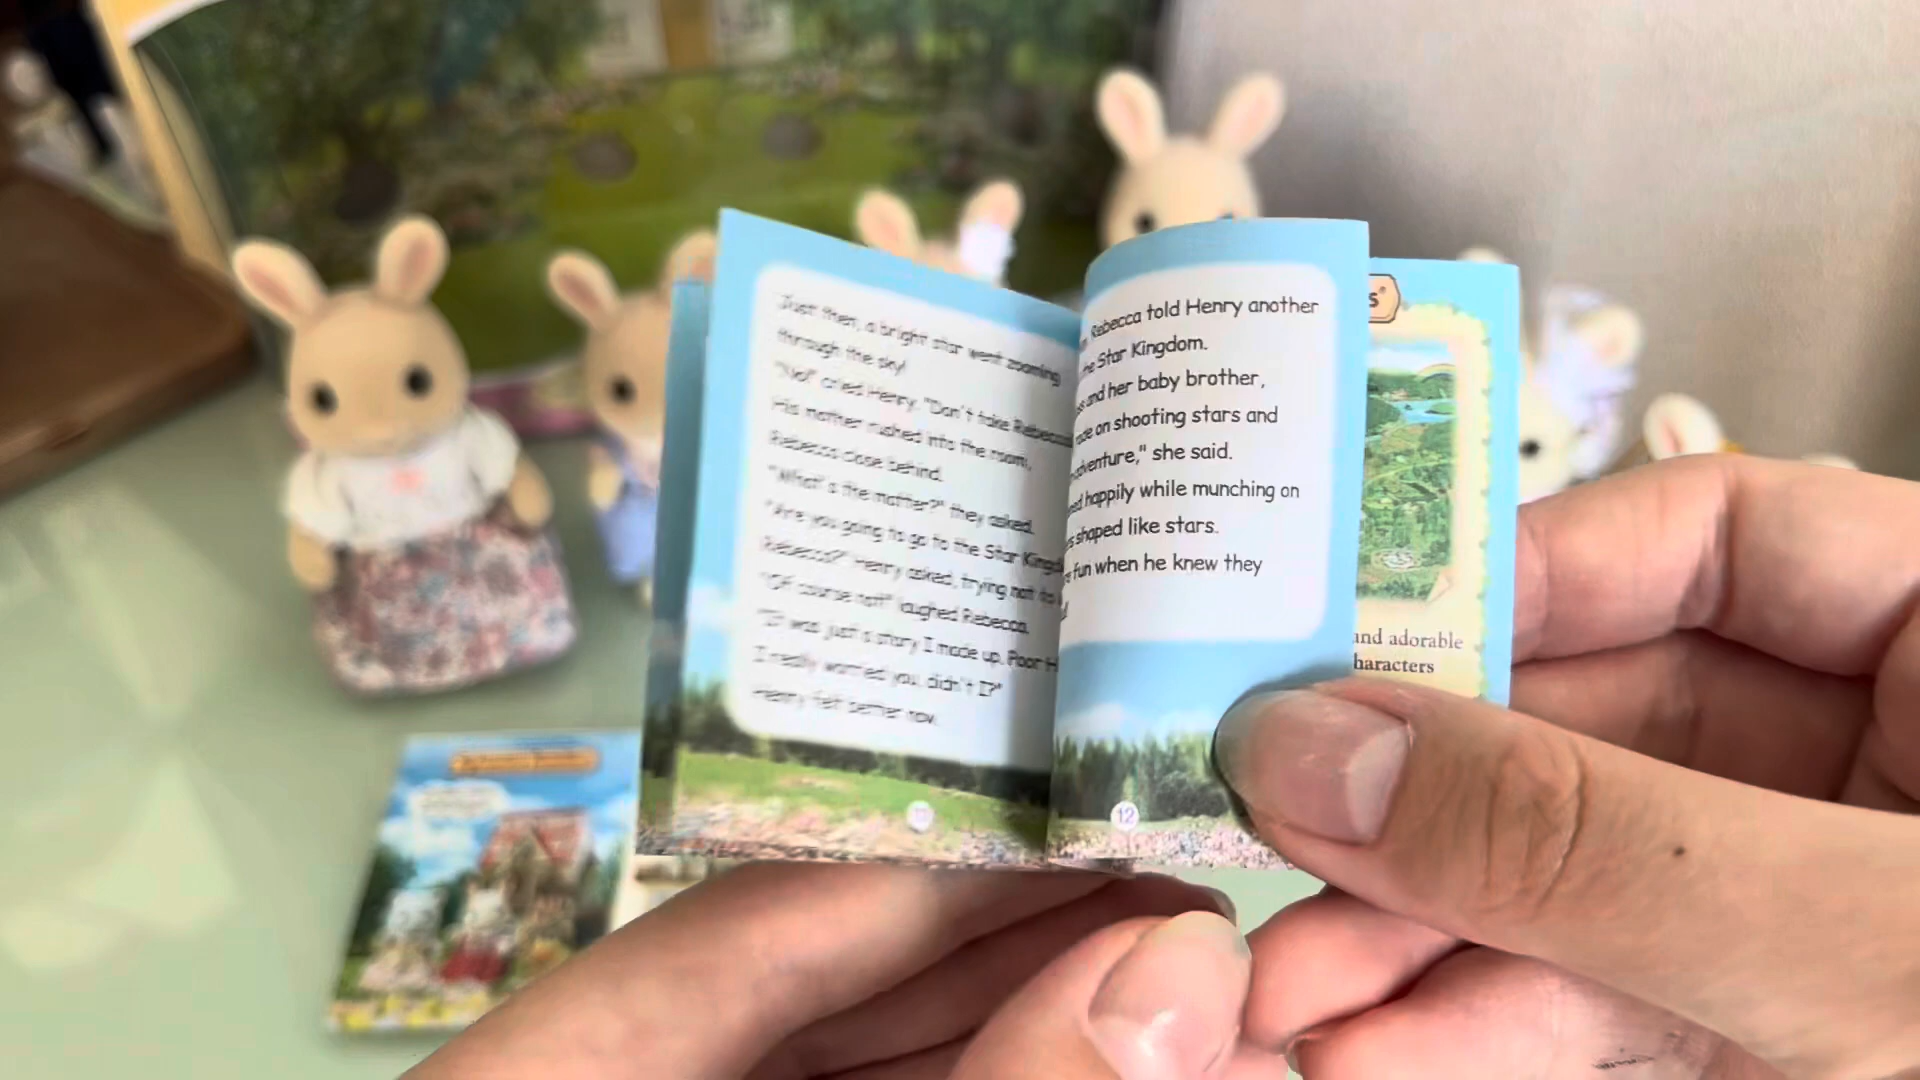 Just then, a bright star went zooming
through the sky!
"No!" cried Henry. "Don't take Rebecca
His mother rushed into the room,
Rebecca close behind.
"What's the matter?" they asked.
"Are you going to go to the Star
Rebecca?" Henry asked, trying not to
"Of course not!" laughed Rebecca.
"It was just a story I made up. Poor
I really worried you, didn't I?"
Henry felt better now.
Rebecca told Henry another
the Star Kingdom.
and her baby brother,
on shooting stars and
adventure," she said.
happily while munching on
shaped like stars.
fun when he knew they
12
and adorable
characters